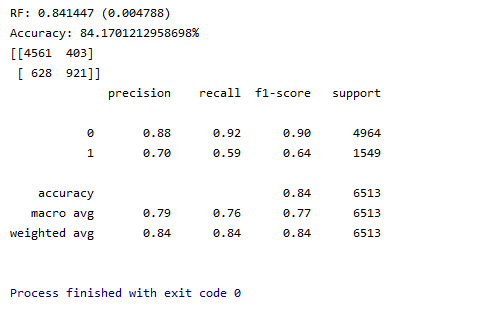 RF: 0.841447 (0.004788)
Accuracy: 84.1701212958698%
[[4561  403]
 [ 628  921]]
              precision    recall  f1-score   support

           0       0.88      0.92      0.90      4964
           1       0.70      0.59      0.64      1549

    accuracy                           0.84      6513
   macro avg       0.79      0.76      0.77      6513
weighted avg       0.84      0.84      0.84      6513

Process finished with exit code 0